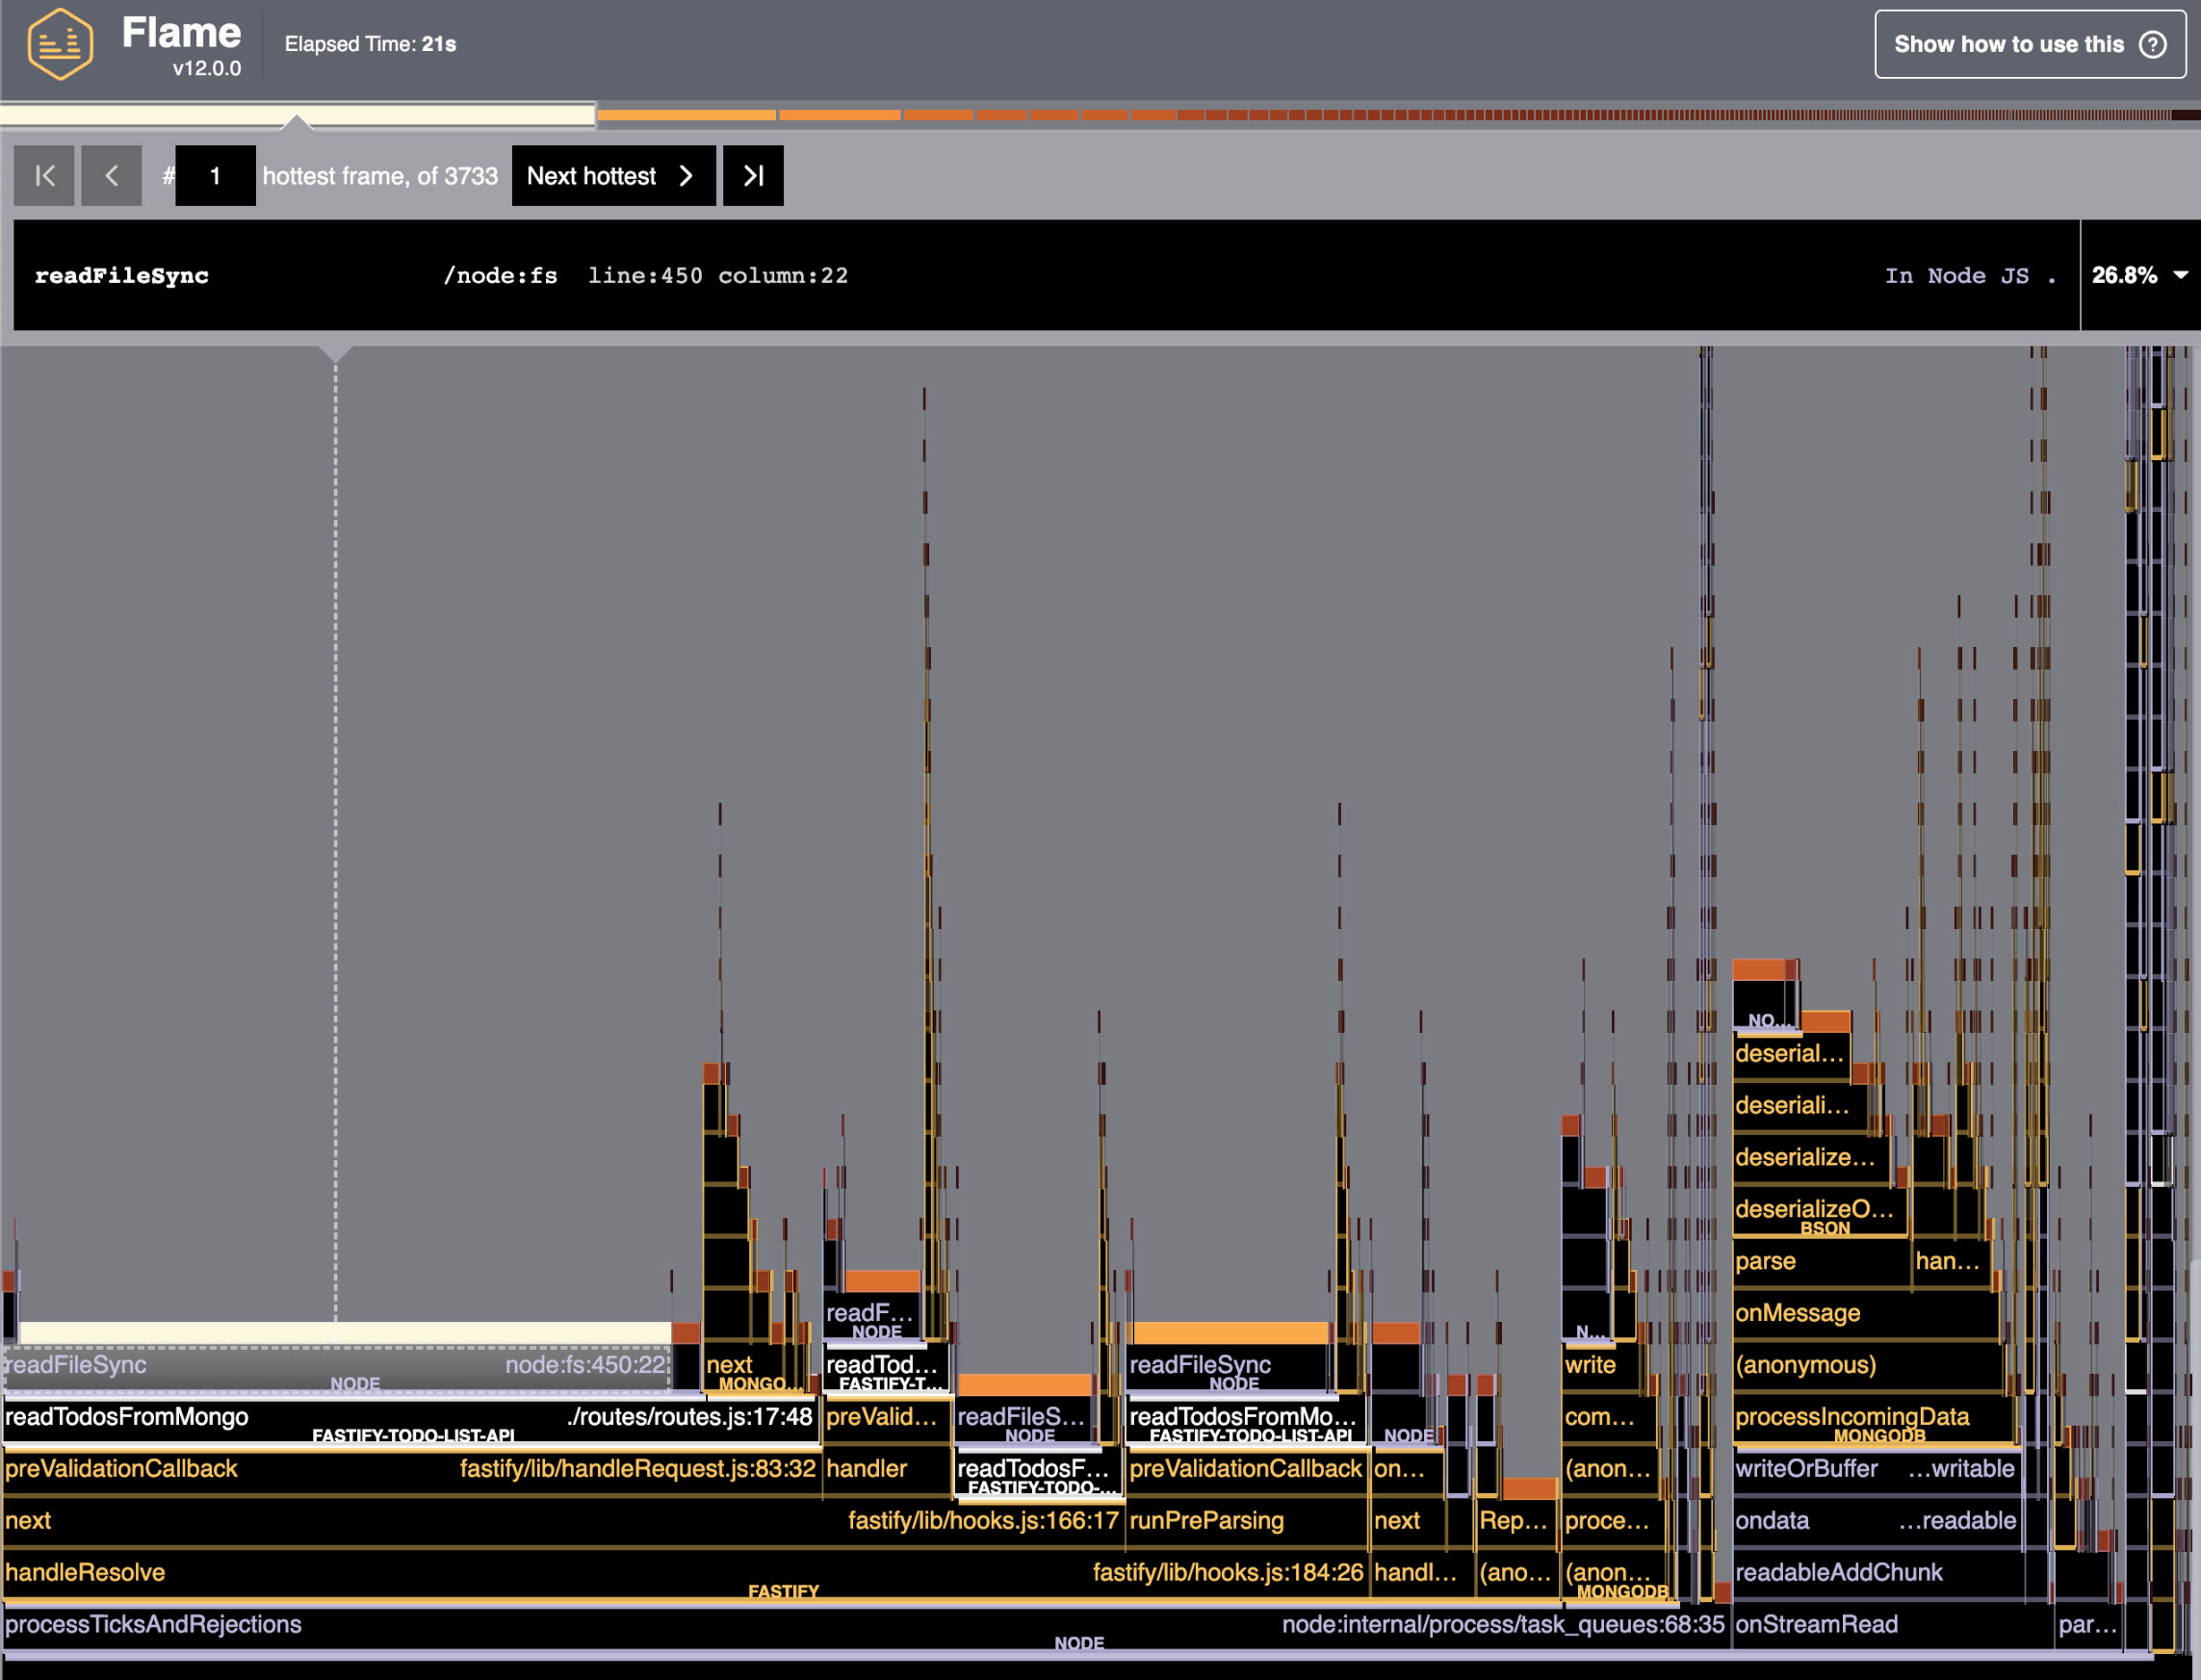 Flame
v12.0.0
Elapsed Time: 21s
Show how to use this ?
# 1 hottest frame, of 3733 Next hottest
readFileSync /node:fs line:450 column:22 In Node JS . 26.8%
NO...
deserial...
deseriali...
deserialize...
deserializeO...
BSON
parse han...
readF... onMessage
NODE N...
readFileSync node:fs:450:22 next readTod... readFileSync write (anonymous)
NODE MONGO... FASTIFY-T... NODE
readTodosFromMongo ./routes/routes.js:17:48 preValid... readFileS... readTodosFromMo... com... processIncomingData
FASTIFY-TODO-LIST-API NODE FASTIFY-TODO-LIST-API NODE MONGODB
preValidationCallback fastify/lib/handleRequest.js:83:32 handler readTodosF... preValidationCallback on... (anon... writeOrBuffer ...writable
FASTIFY-TODO-...
next fastify/lib/hooks.js:166:17 runPreParsing next Rep... proce... ondata ...readable
handleResolve fastify/lib/hooks.js:184:26 handl... (ano... (anon... readableAddChunk
FASTIFY MONGODB
processTicksAndRejections node:internal/process/task_queues:68:35 onStreamRead par...
NODE